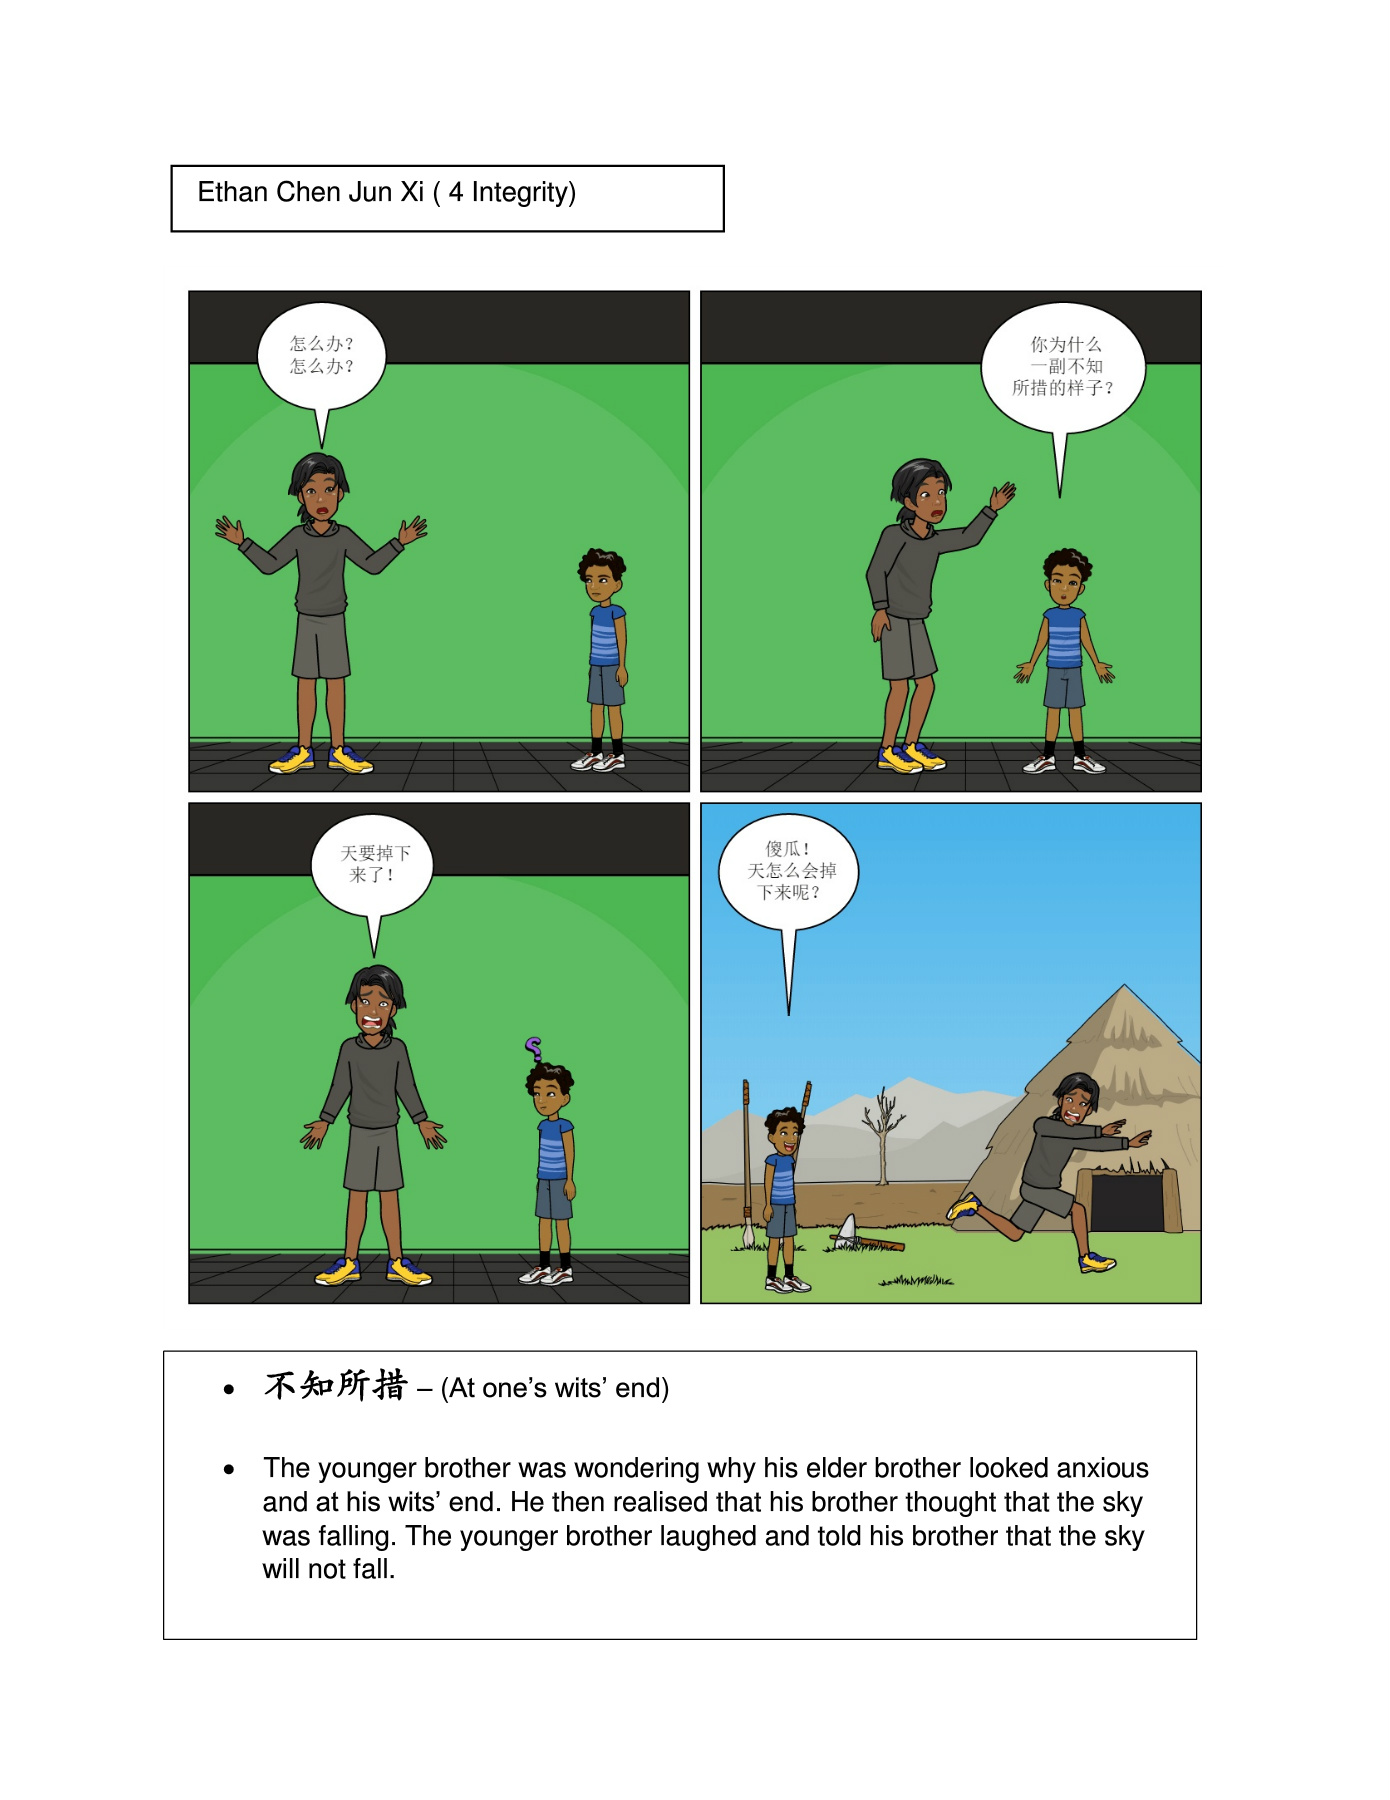 Ethan Chen Jun Xi ( 4 Integrity)
怎么办？
怎么办？
你为什么
一副不知
所措的样子？
天要掉下
来了！
傻瓜！
天怎么会掉
下来呢？
• 不知所措 – (At one’s wits’ end)
• The younger brother was wondering why his elder brother looked anxious
and at his wits’ end. He then realised that his brother thought that the sky
was falling. The younger brother laughed and told his brother that the sky
will not fall.